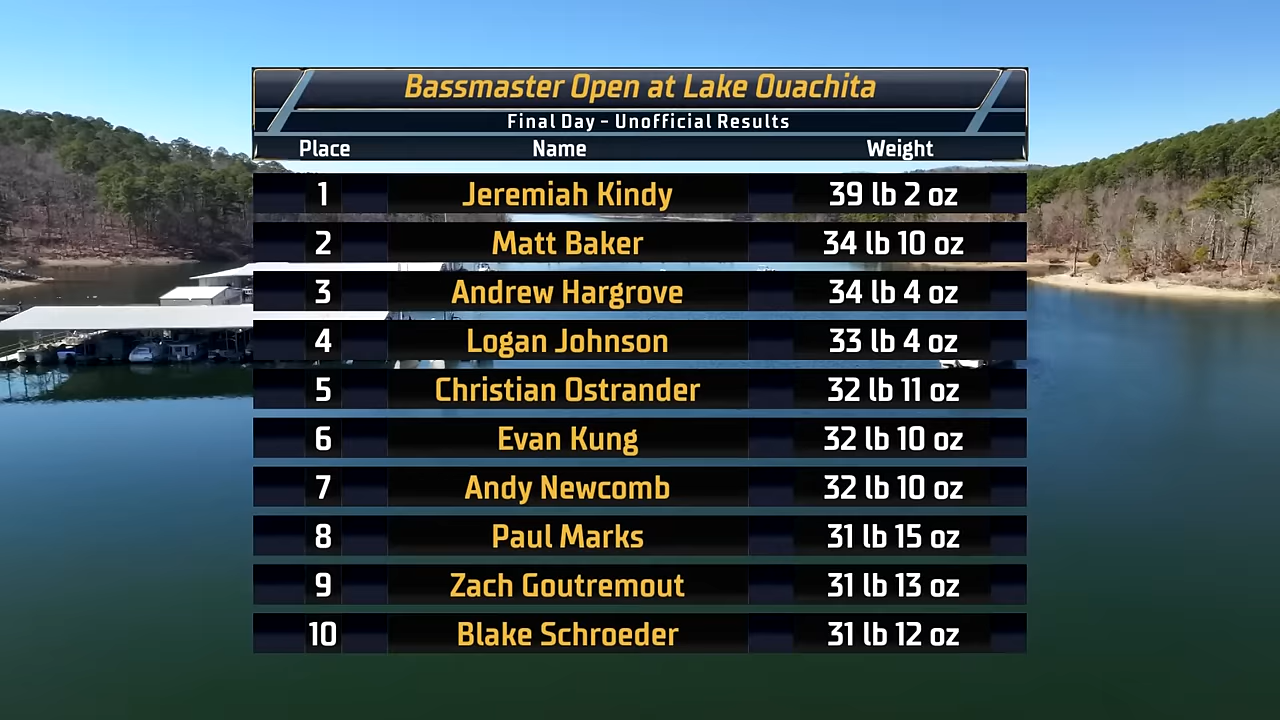 Bassmaster Open at Lake Ouachita
Final Day - Unofficial Results
Place Name Weight
1 Jeremiah Kindy 39 lb 2 oz
2 Matt Baker 34 lb 10 oz
3 Andrew Hargrove 34 lb 4 oz
4 Logan Johnson 33 lb 4 oz
5 Christian Ostrander 32 lb 11 oz
6 Evan Kung 32 lb 10 oz
7 Andy Newcomb 32 lb 10 oz
8 Paul Marks 31 lb 15 oz
9 Zach Goutremout 31 lb 13 oz
10 Blake Schroeder 31 lb 12 oz